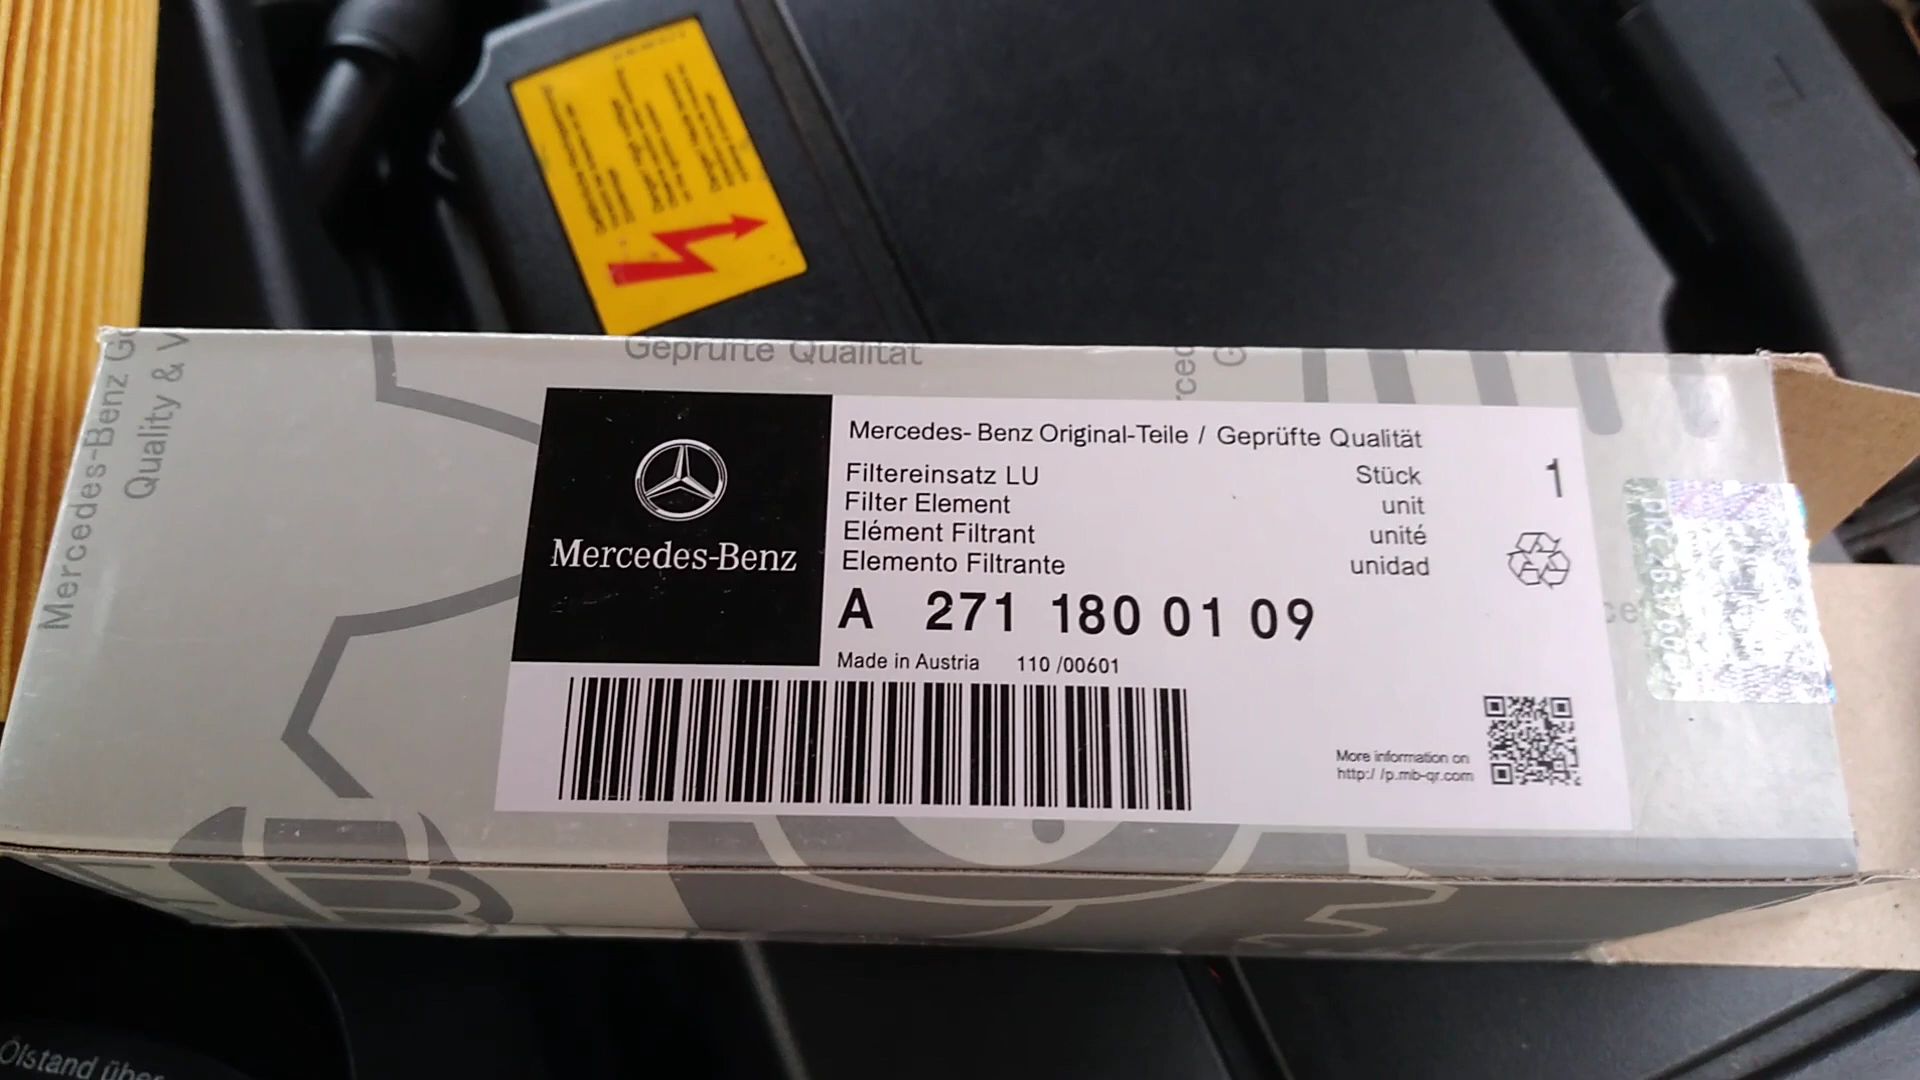 Mercedes-Benz G
Quality & V
Geprüfte Qualität
Mercedes-Benz
Mercedes-Benz Original-Teile / Geprüfte Qualität
Filtereinsatz LU Stück 1
Filter Element unit
Elément Filtrant unité
Elemento Filtrante unidad
A 271 180 01 09
Made in Austria 110 /00601
More information on
http:/ /p.mb-qr.com
Ölstand über